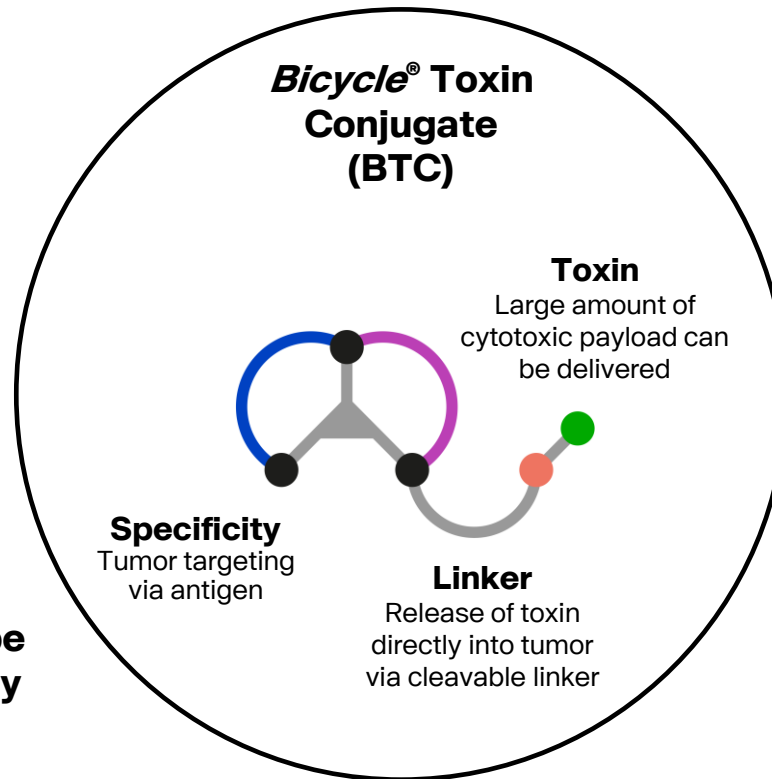 Bicycle® Toxin
Conjugate
(BTC)
Toxin
Large amount of
cytotoxic payload can
be delivered
Specificity
Tumor targeting
via antigen
Linker
Release of toxin
directly into tumor
via cleavable linker